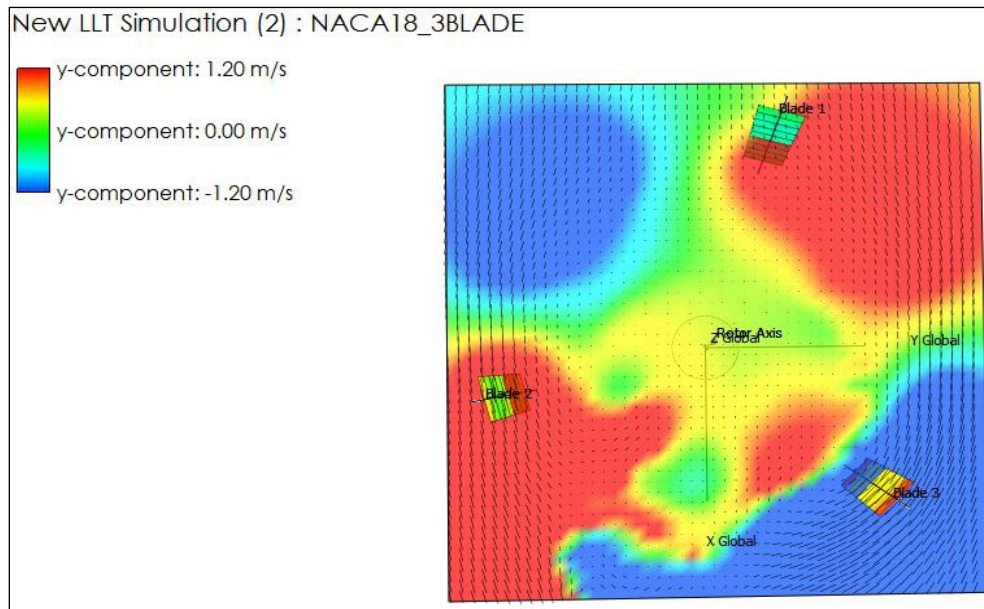 New LLT Simulation (2) : NACA18_3BLADE
y-component: 1.20 m/s
y-component: 0.00 m/s
y-component: -1.20 m/s
Blade 1
Rotor Axis
Z Global
Y Global
Blade 2
Blade 3
X Global